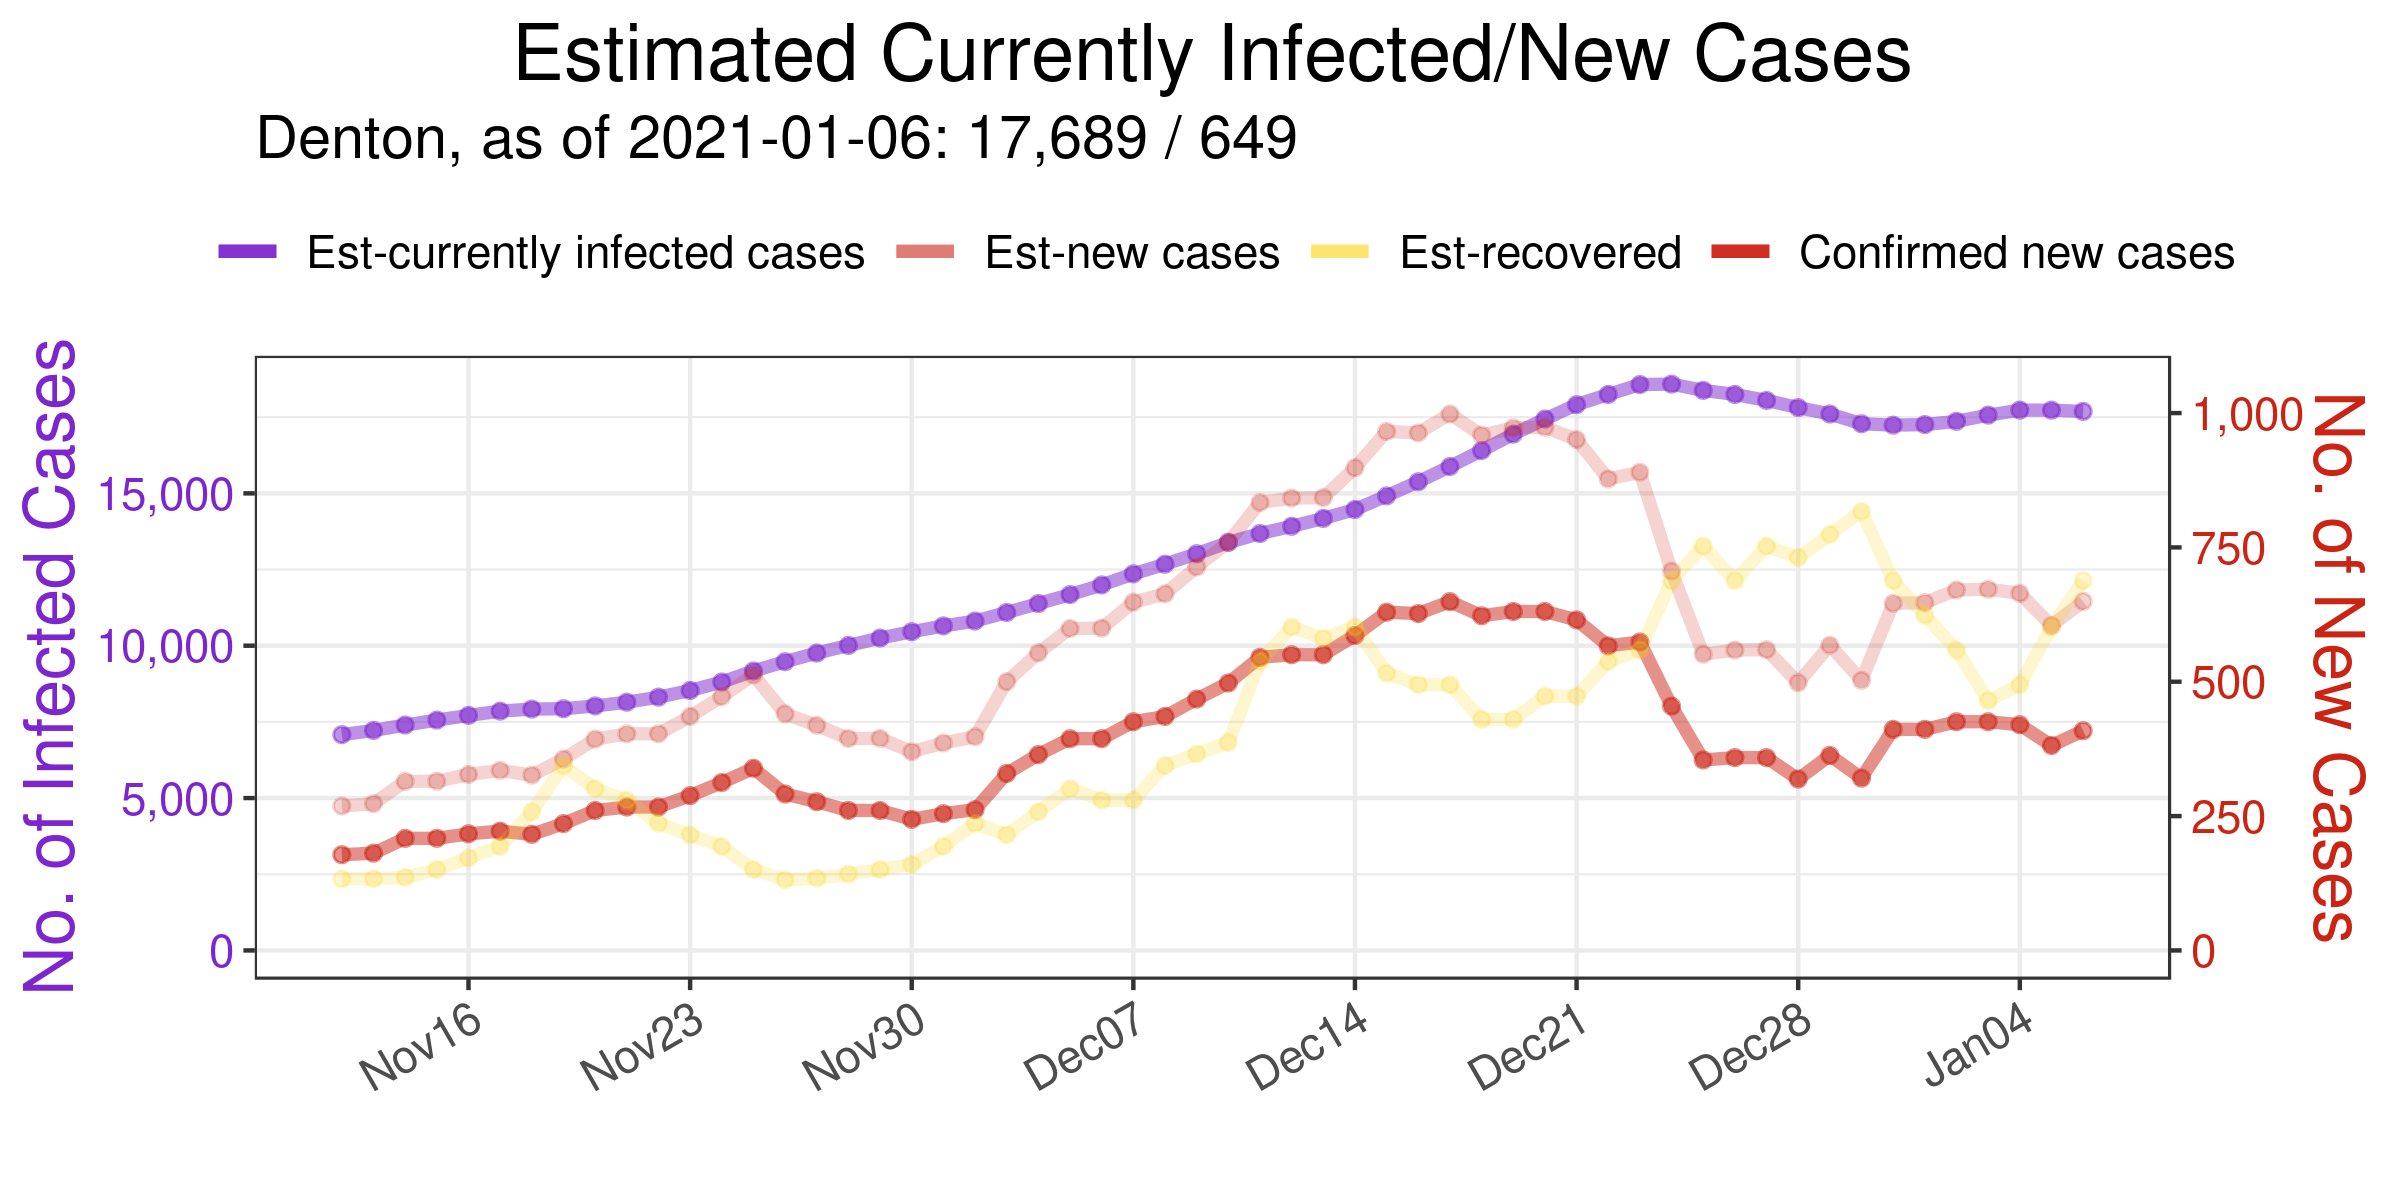 Estimated Currently Infected/New Cases
Denton, as of 2021-01-06: 17,689 / 649
Est-currently infected cases Est-new cases Est-recovered Confirmed new cases
No. of Infected Cases
15,000
10,000
5,000
0
1,000
750
500
250
0
No. of New Cases
Nov16 Nov23 Nov30 Dec07 Dec14 Dec21 Dec28 Jan04